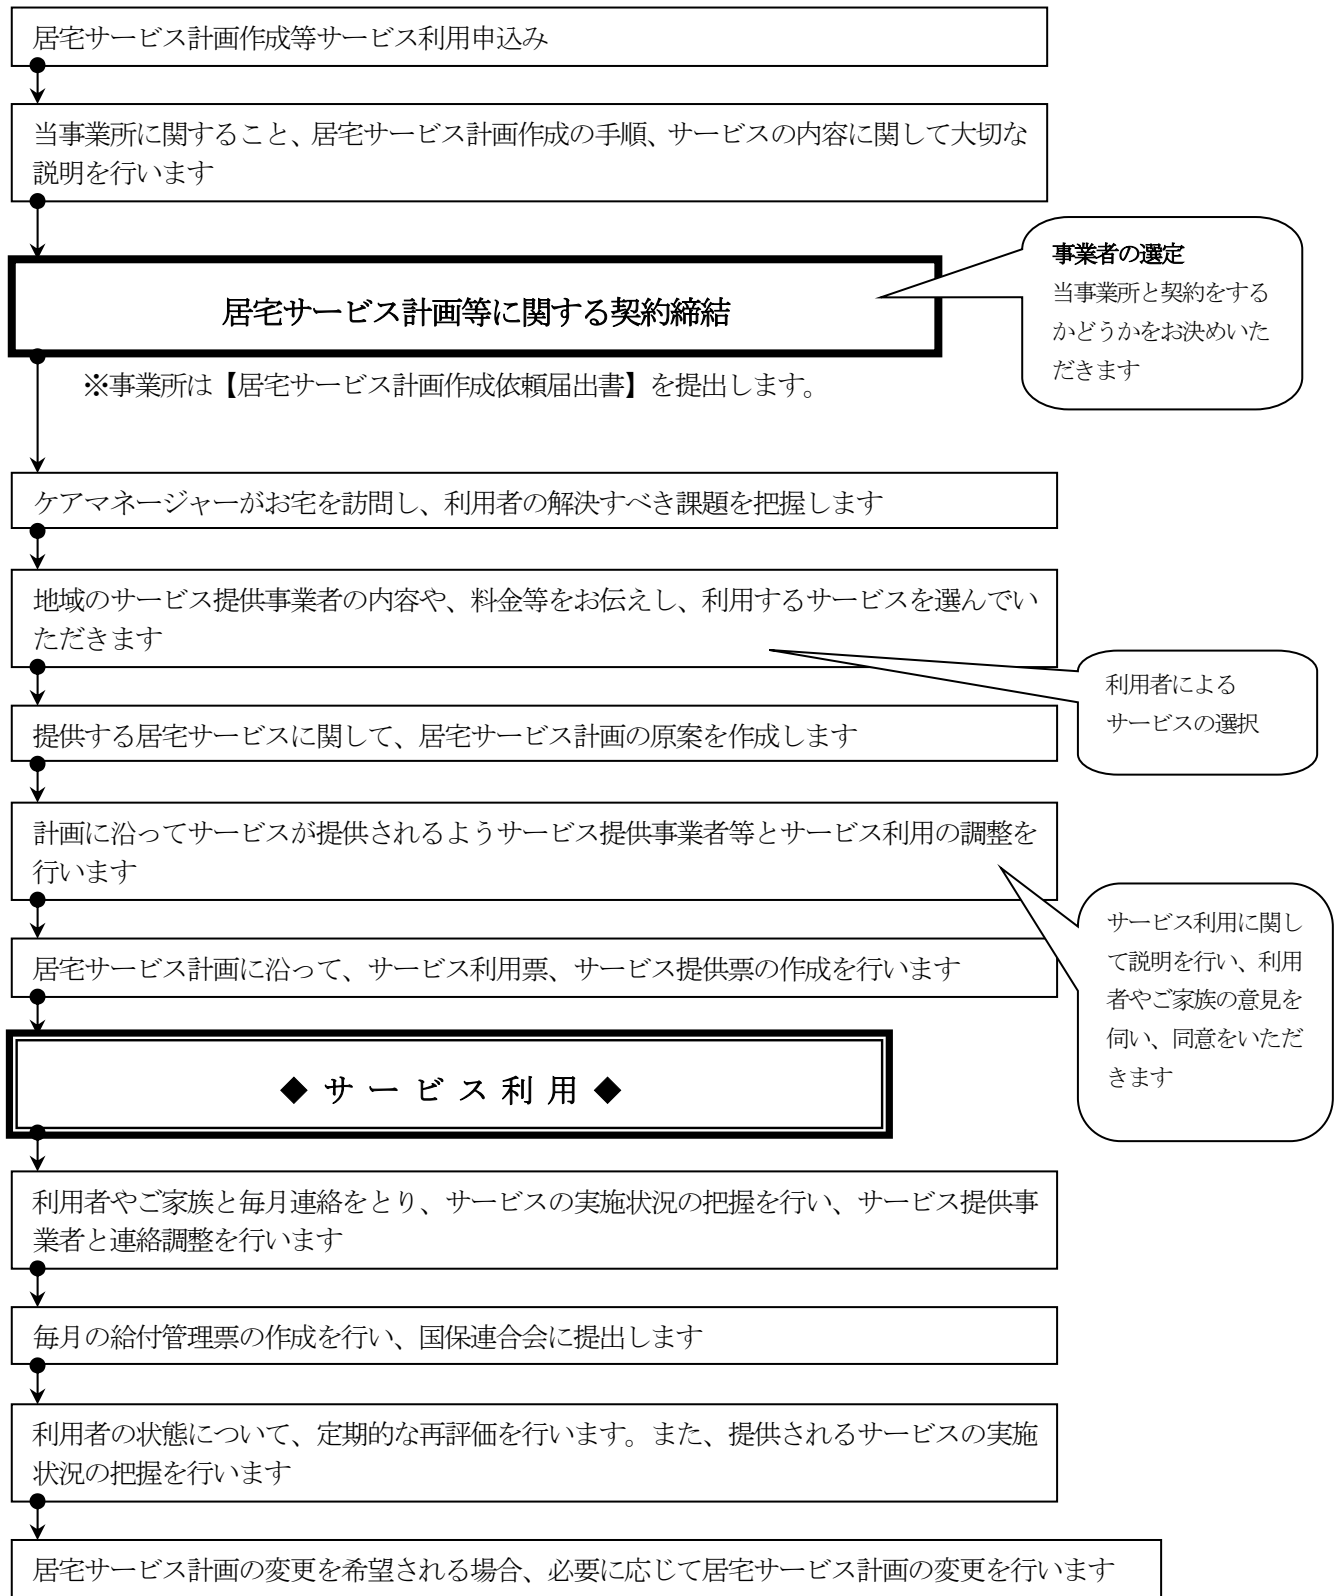 居宅サービス計画作成等サービス利用申込み
当事業所に関すること、居宅サービス計画作成の手順、サービスの内容に関して大切な
説明を行います
居宅サービス計画等に関する契約締結
事業者の選定
当事業所と契約をする
かどうかをお決めいた
だきます
※事業所は【居宅サービス計画作成依頼届出書】を提出します。
ケアマネージャーがお宅を訪問し、利用者の解決すべき課題を把握します
地域のサービス提供事業者の内容や、料金等をお伝えし、利用するサービスを選んでい
ただきます
利用者による
サービスの選択
提供する居宅サービスに関して、居宅サービス計画の原案を作成します
計画に沿ってサービスが提供されるようサービス提供事業者等とサービス利用の調整を
行います
サービス利用に関し
て説明を行い、利用
者やご家族の意見を
伺い、同意をいただ
きます
居宅サービス計画に沿って、サービス利用票、サービス提供票の作成を行います
◆ サ ー ビ ス 利 用 ◆
利用者やご家族と毎月連絡をとり、サービスの実施状況の把握を行い、サービス提供事
業者と連絡調整を行います
毎月の給付管理票の作成を行い、国保連合会に提出します
利用者の状態について、定期的な再評価を行います。また、提供されるサービスの実施
状況の把握を行います
居宅サービス計画の変更を希望される場合、必要に応じて居宅サービス計画の変更を行います